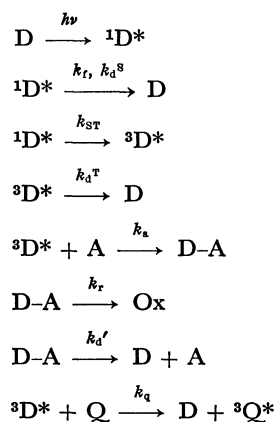 D —hν→ ¹D*
¹D* —k_f, k_d^S→ D
¹D* —k_ST→ ³D*
³D* —k_d^T→ D
³D* + A —k_a→ D–A
D–A —k_r→ Ox
D–A —k_d′→ D + A
³D* + Q —k_q→ D + ³Q*